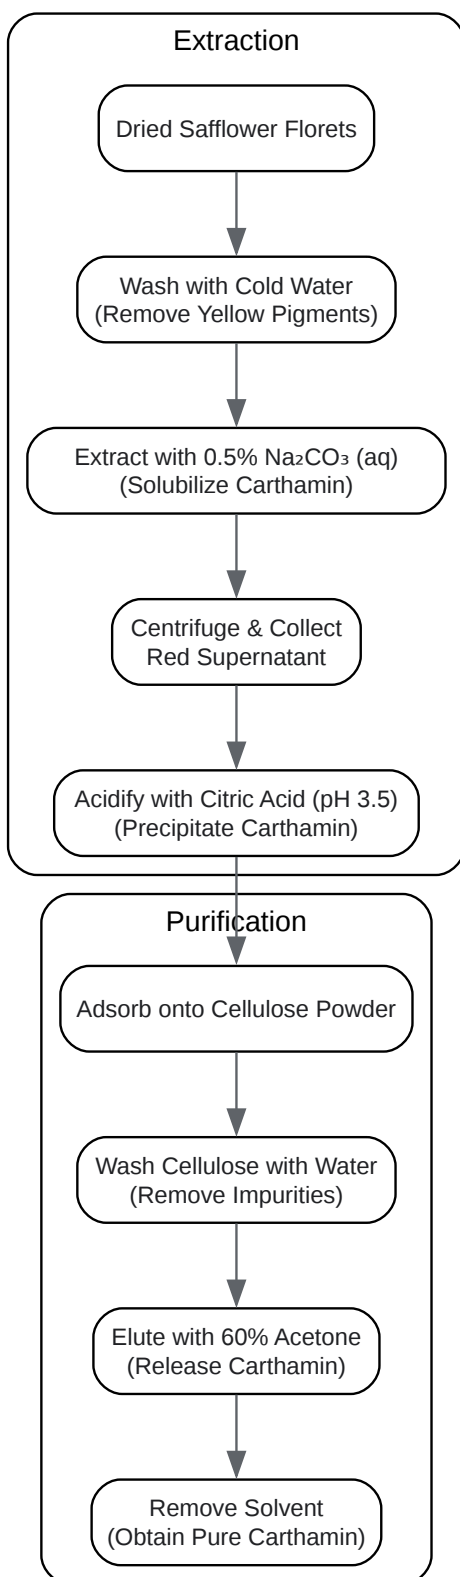 Extraction
Dried Safflower Florets
Wash with Cold Water
(Remove Yellow Pigments)
Extract with 0.5% Na₂CO₃ (aq)
(Solubilize Carthamin)
Centrifuge & Collect
Red Supernatant
Acidify with Citric Acid (pH 3.5)
(Precipitate Carthamin)
Purification
Adsorb onto Cellulose Powder
Wash Cellulose with Water
(Remove Impurities)
Elute with 60% Acetone
(Release Carthamin)
Remove Solvent
(Obtain Pure Carthamin)